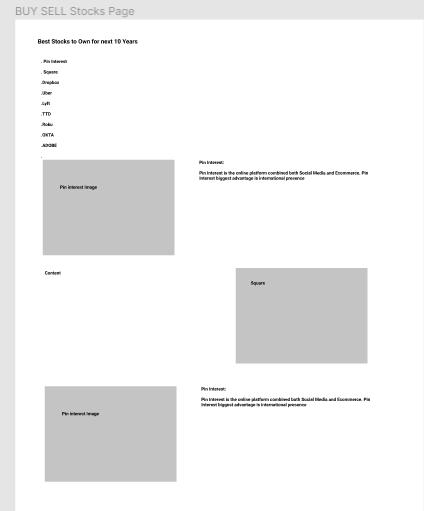 BUY SELL Stocks Page
Best Stocks to Own for next 10 Years
. Pin Interest
. Square
.Dropbox
.Uber
.Lyft
.TTD
.Roku
.OKTA
.ADOBE
.
Pin interest Image
Pin Interest:
Pin Interest is the online platform combined both Social Media and Ecommerce. Pin
Interest biggest advantage is international presence
Content
Square
Pin interest Image
Pin Interest:
Pin Interest is the online platform combined both Social Media and Ecommerce. Pin
Interest biggest advantage is international presence